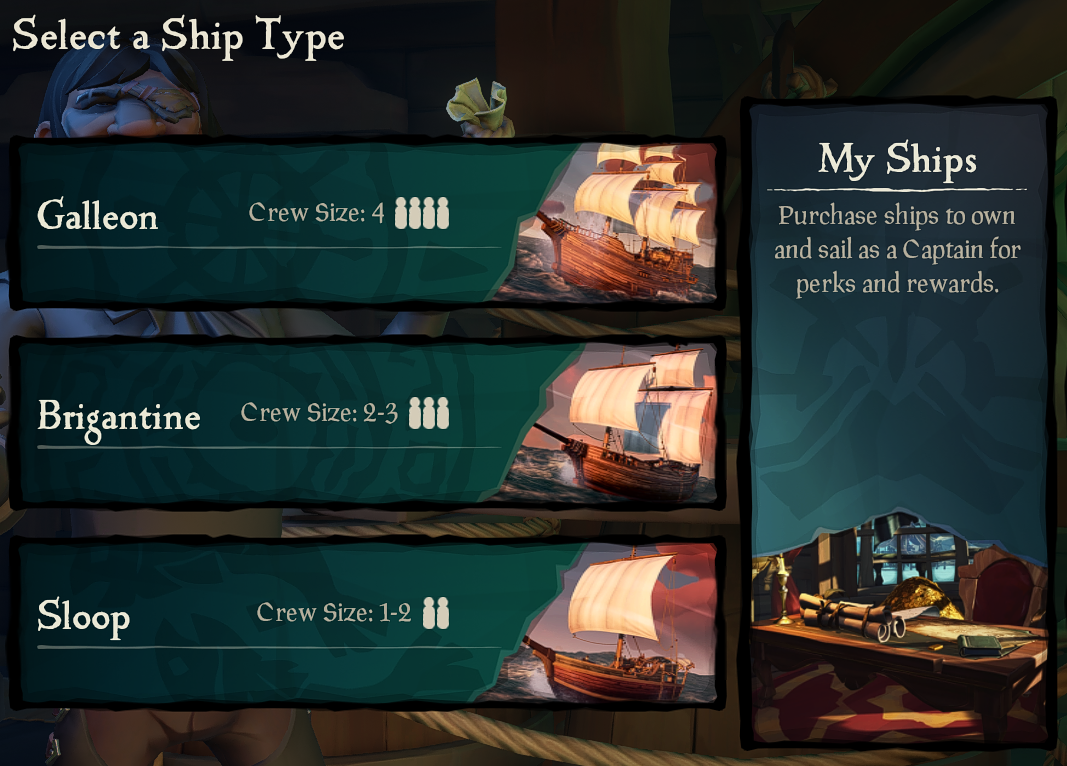 Select a Ship Type
Galleon
Crew Size: 4
Brigantine
Crew Size: 2-3
Sloop
Crew Size: 1-2
My Ships
Purchase ships to own
and sail as a Captain for
perks and rewards.